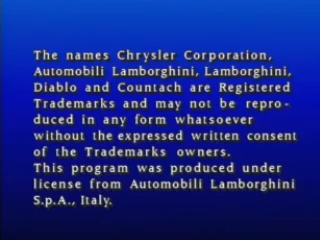 The names Chrysler Corporation,
Automobili Lamborghini, Lamborghini,
Diablo and Countach are Registered
Trademarks and may not be repro-
duced in any form whatsoever
without the expressed written consent
of the Trademarks owners.
This program was produced under
license from Automobili Lamborghini
S.p.A., Italy.